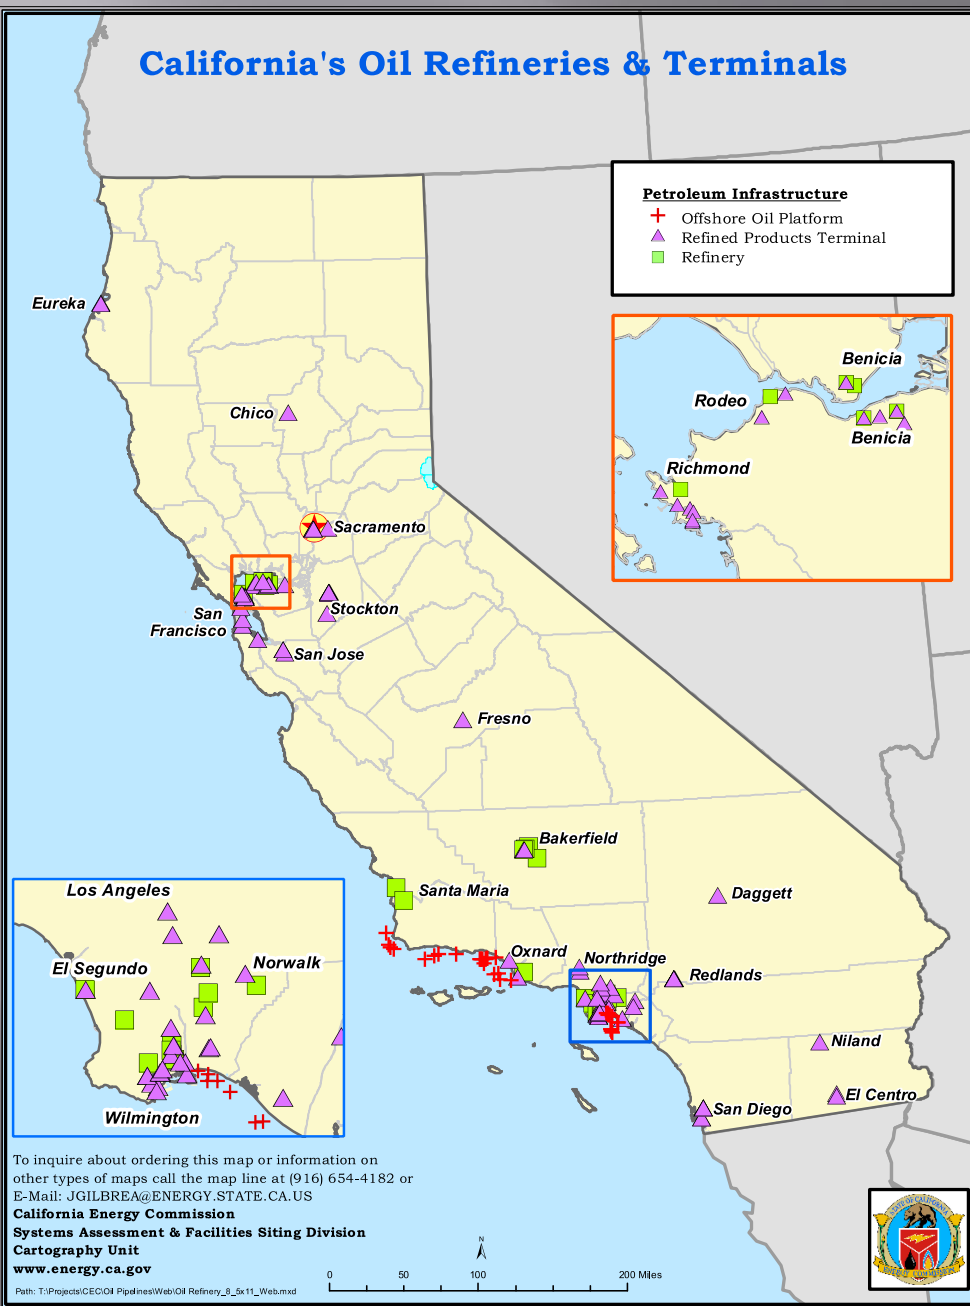 California's Oil Refineries & Terminals
Petroleum Infrastructure
Offshore Oil Platform
Refined Products Terminal
Refinery
Eureka
Benicia
Rodeo
Benicia
Richmond
Chico
Sacramento
Stockton
San
Francisco
San Jose
Fresno
Bakerfield
Santa Maria
Daggett
Oxnard
Northridge
Redlands
Niland
El Centro
San Diego
Los Angeles
El Segundo
Norwalk
Wilmington
To inquire about ordering this map or information on
other types of maps call the map line at (916) 654-4182 or
E-Mail: JGILBREA@ENERGY.STATE.CA.US
California Energy Commission
Systems Assessment & Facilities Siting Division
Cartography Unit
www.energy.ca.gov
Path: T:\Projects\CEC\Oil Pipelines\Web\Oil Refinery_8_5x11_Web.mxd
N
0 50 100 200 Miles
STATE OF CALIFORNIA
ENERGY COMMISSION